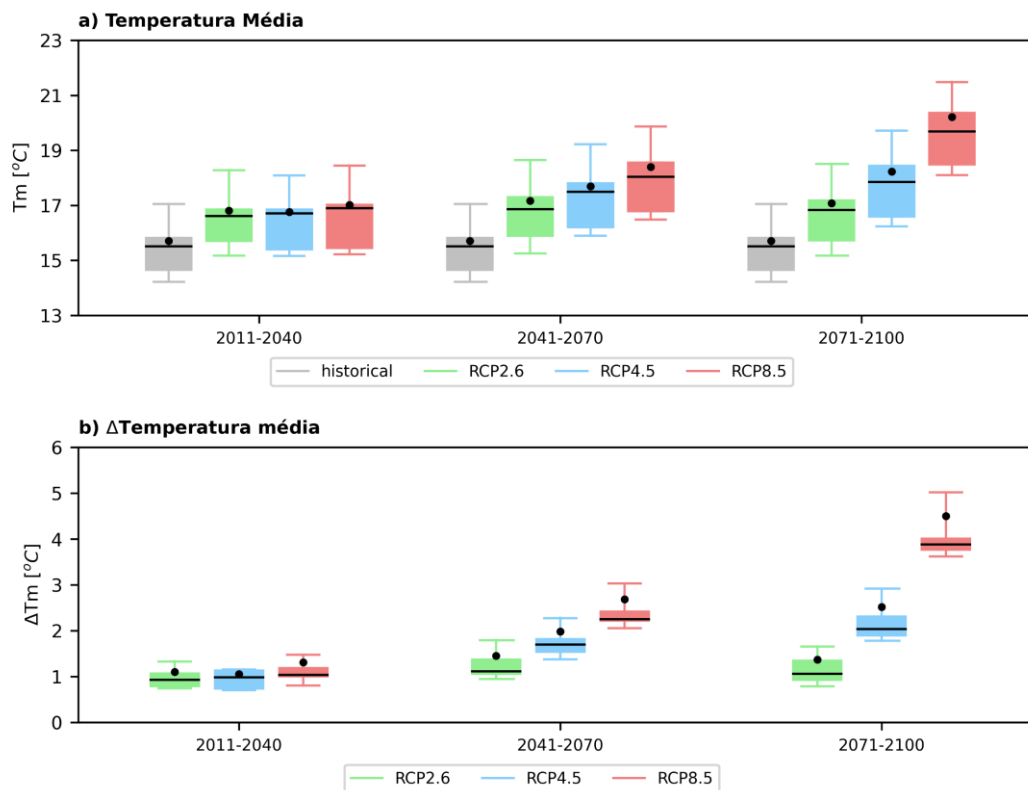 a) Temperatura Média
23
21
19
17
15
13
Tm [°C]
2011-2040 2041-2070 2071-2100
historical RCP2.6 RCP4.5 RCP8.5
b) ΔTemperatura média
6
5
4
3
2
1
0
ΔTm [°C]
2011-2040 2041-2070 2071-2100
RCP2.6 RCP4.5 RCP8.5